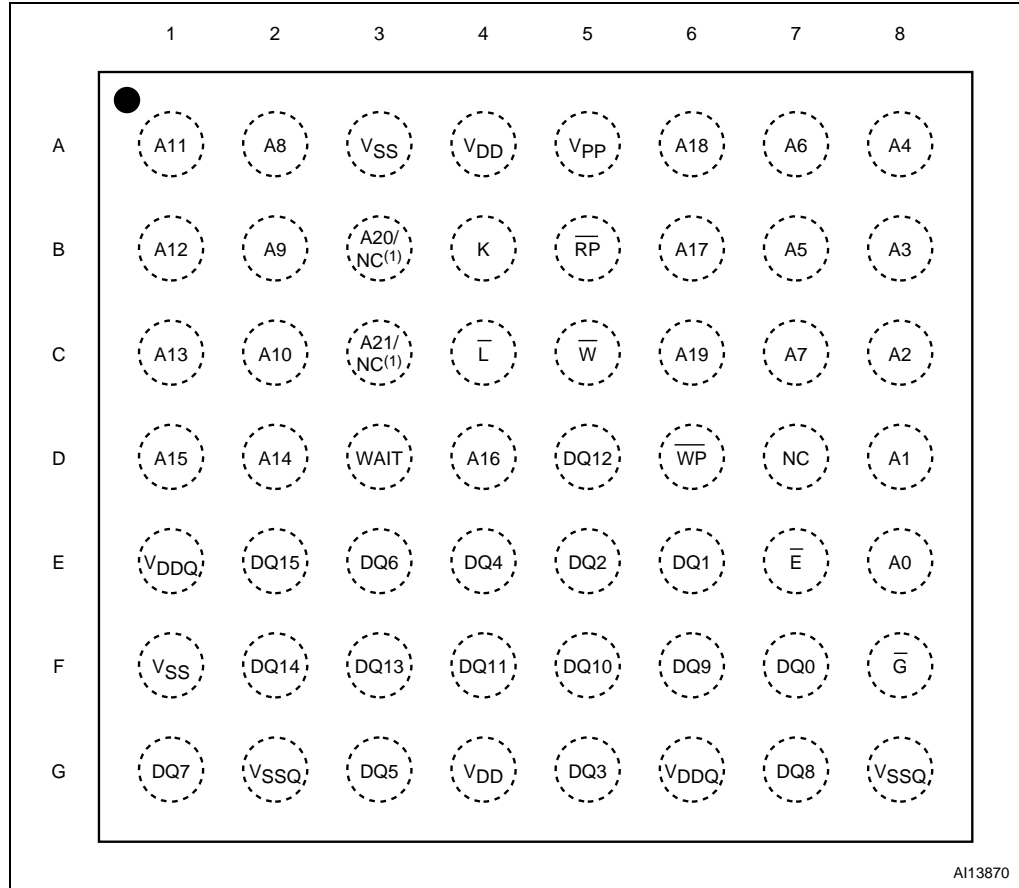 1 2 3 4 5 6 7 8
A A11 A8 VSS VDD VPP A18 A6 A4
B A12 A9 A20/NC(1) K R̅P̅ A17 A5 A3
C A13 A10 A21/NC(1) L̅ W̅ A19 A7 A2
D A15 A14 WAIT A16 DQ12 W̅P̅ NC A1
E VDDQ DQ15 DQ6 DQ4 DQ2 DQ1 E̅ A0
F VSS DQ14 DQ13 DQ11 DQ10 DQ9 DQ0 G̅
G DQ7 VSSQ DQ5 VDD DQ3 VDDQ DQ8 VSSQ
AI13870